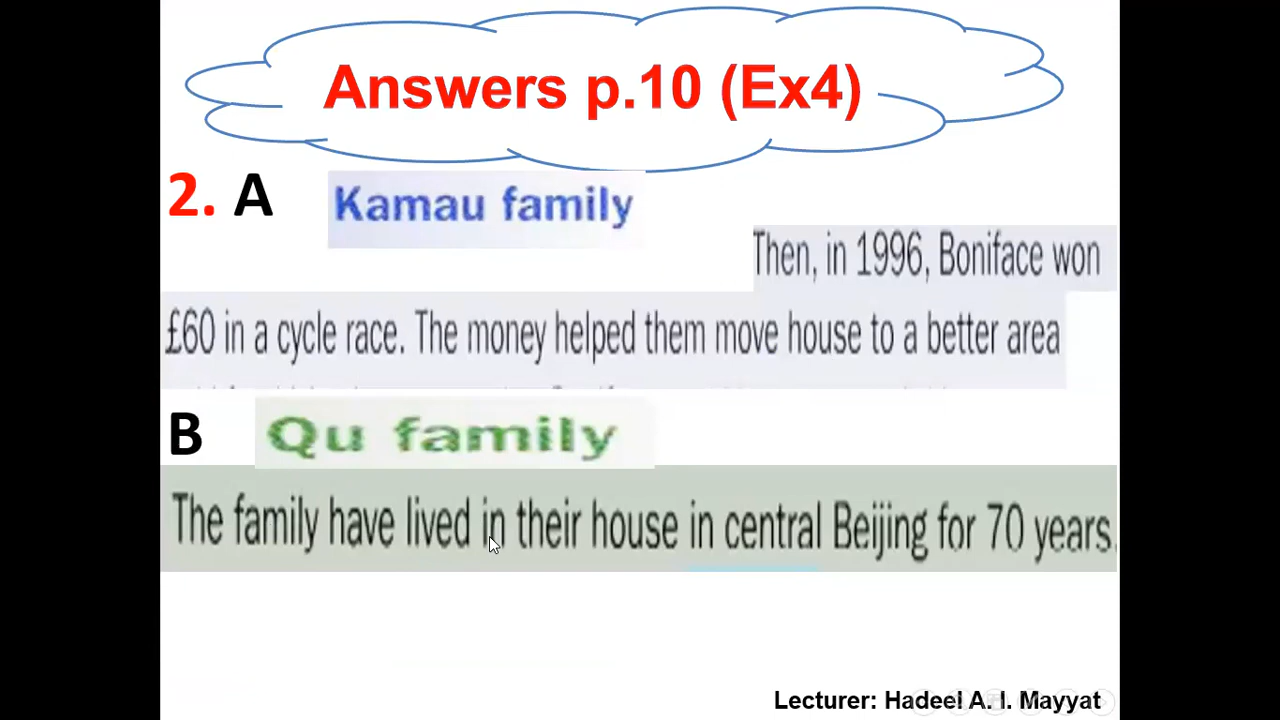 Answers p.10 (Ex4)
2. A Kamau family
Then, in 1996, Boniface won
£60 in a cycle race. The money helped them move house to a better area
B Qu family
The family have lived in their house in central Beijing for 70 years.
Lecturer: Hadeel A. I. Mayyat